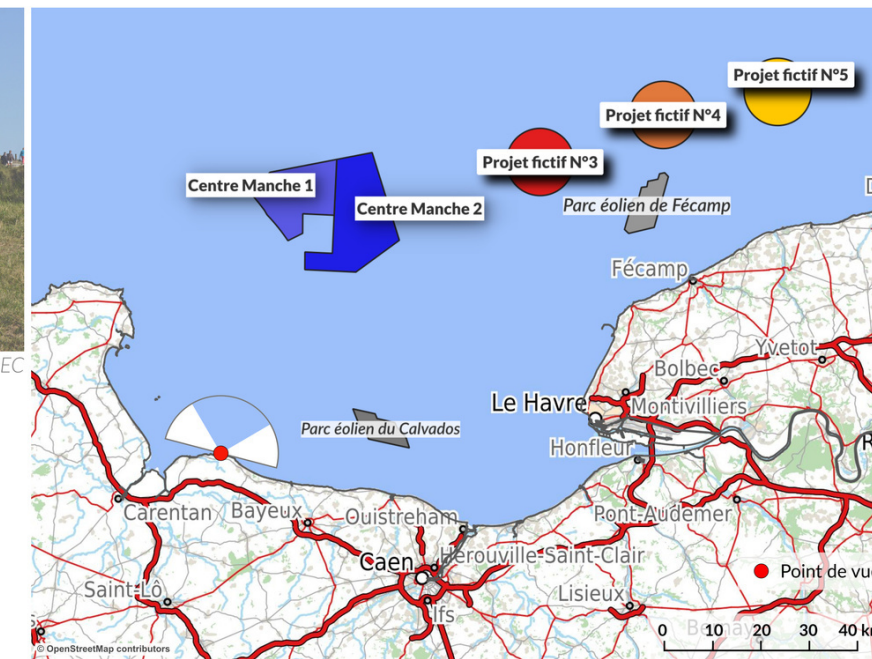 Projet fictif N°5
Projet fictif N°4
Projet fictif N°3
Centre Manche 1
Centre Manche 2
Parc éolien de Fécamp
Fécamp
EC
Yvetot
Bolbec
Le Havre
Montivilliers
Parc éolien du Calvados
Honfleur
Carentan
Bayeux
Ouistreham
Pont-Audemer
Caen
Hérouville-Saint-Clair
Point de vue
Saint-Lô
Lisieux
Ifs
0 10 20 30 40 km
© OpenStreetMap contributors